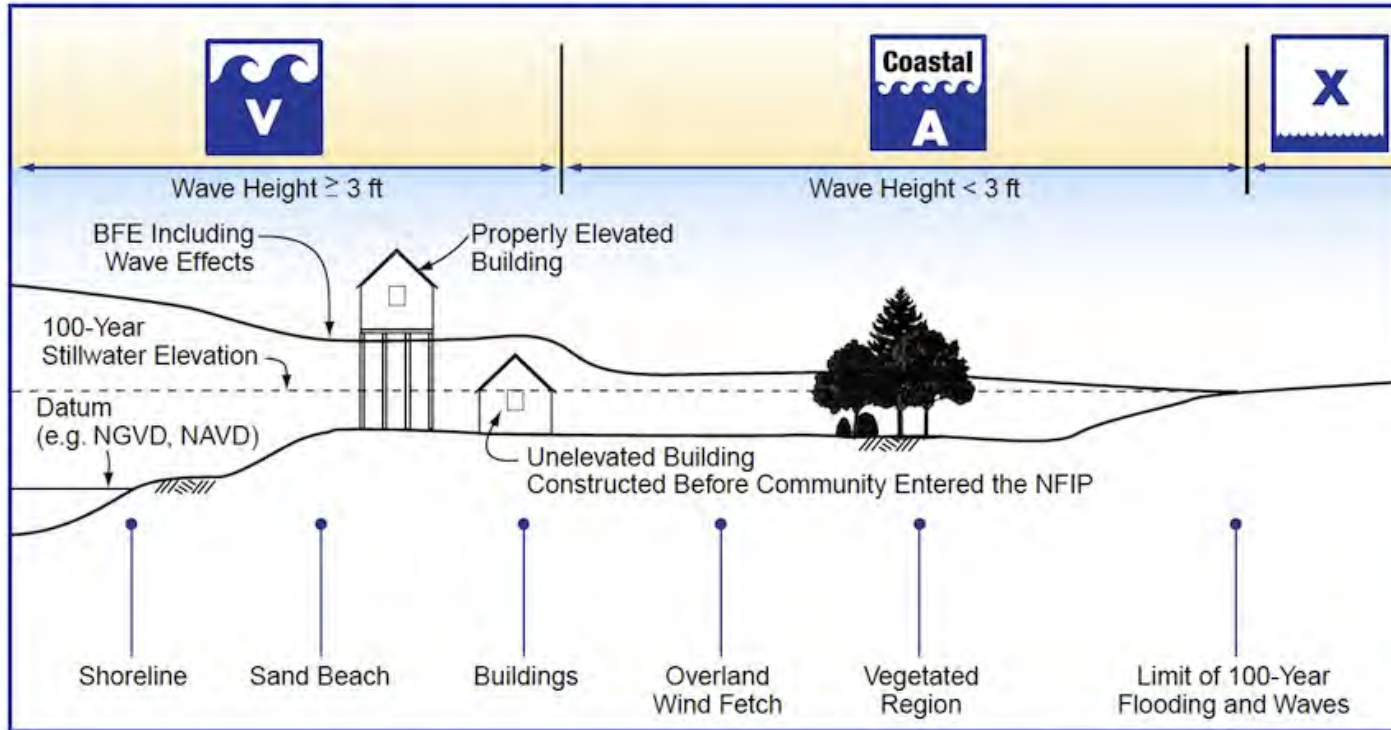 V
Coastal
A
X
Wave Height ≥ 3 ft
Wave Height < 3 ft
BFE Including
Wave Effects
Properly Elevated
Building
100-Year
Stillwater Elevation
Datum
(e.g. NGVD, NAVD)
Unelevated Building
Constructed Before Community Entered the NFIP
Shoreline
Sand Beach
Buildings
Overland
Wind Fetch
Vegetated
Region
Limit of 100-Year
Flooding and Waves